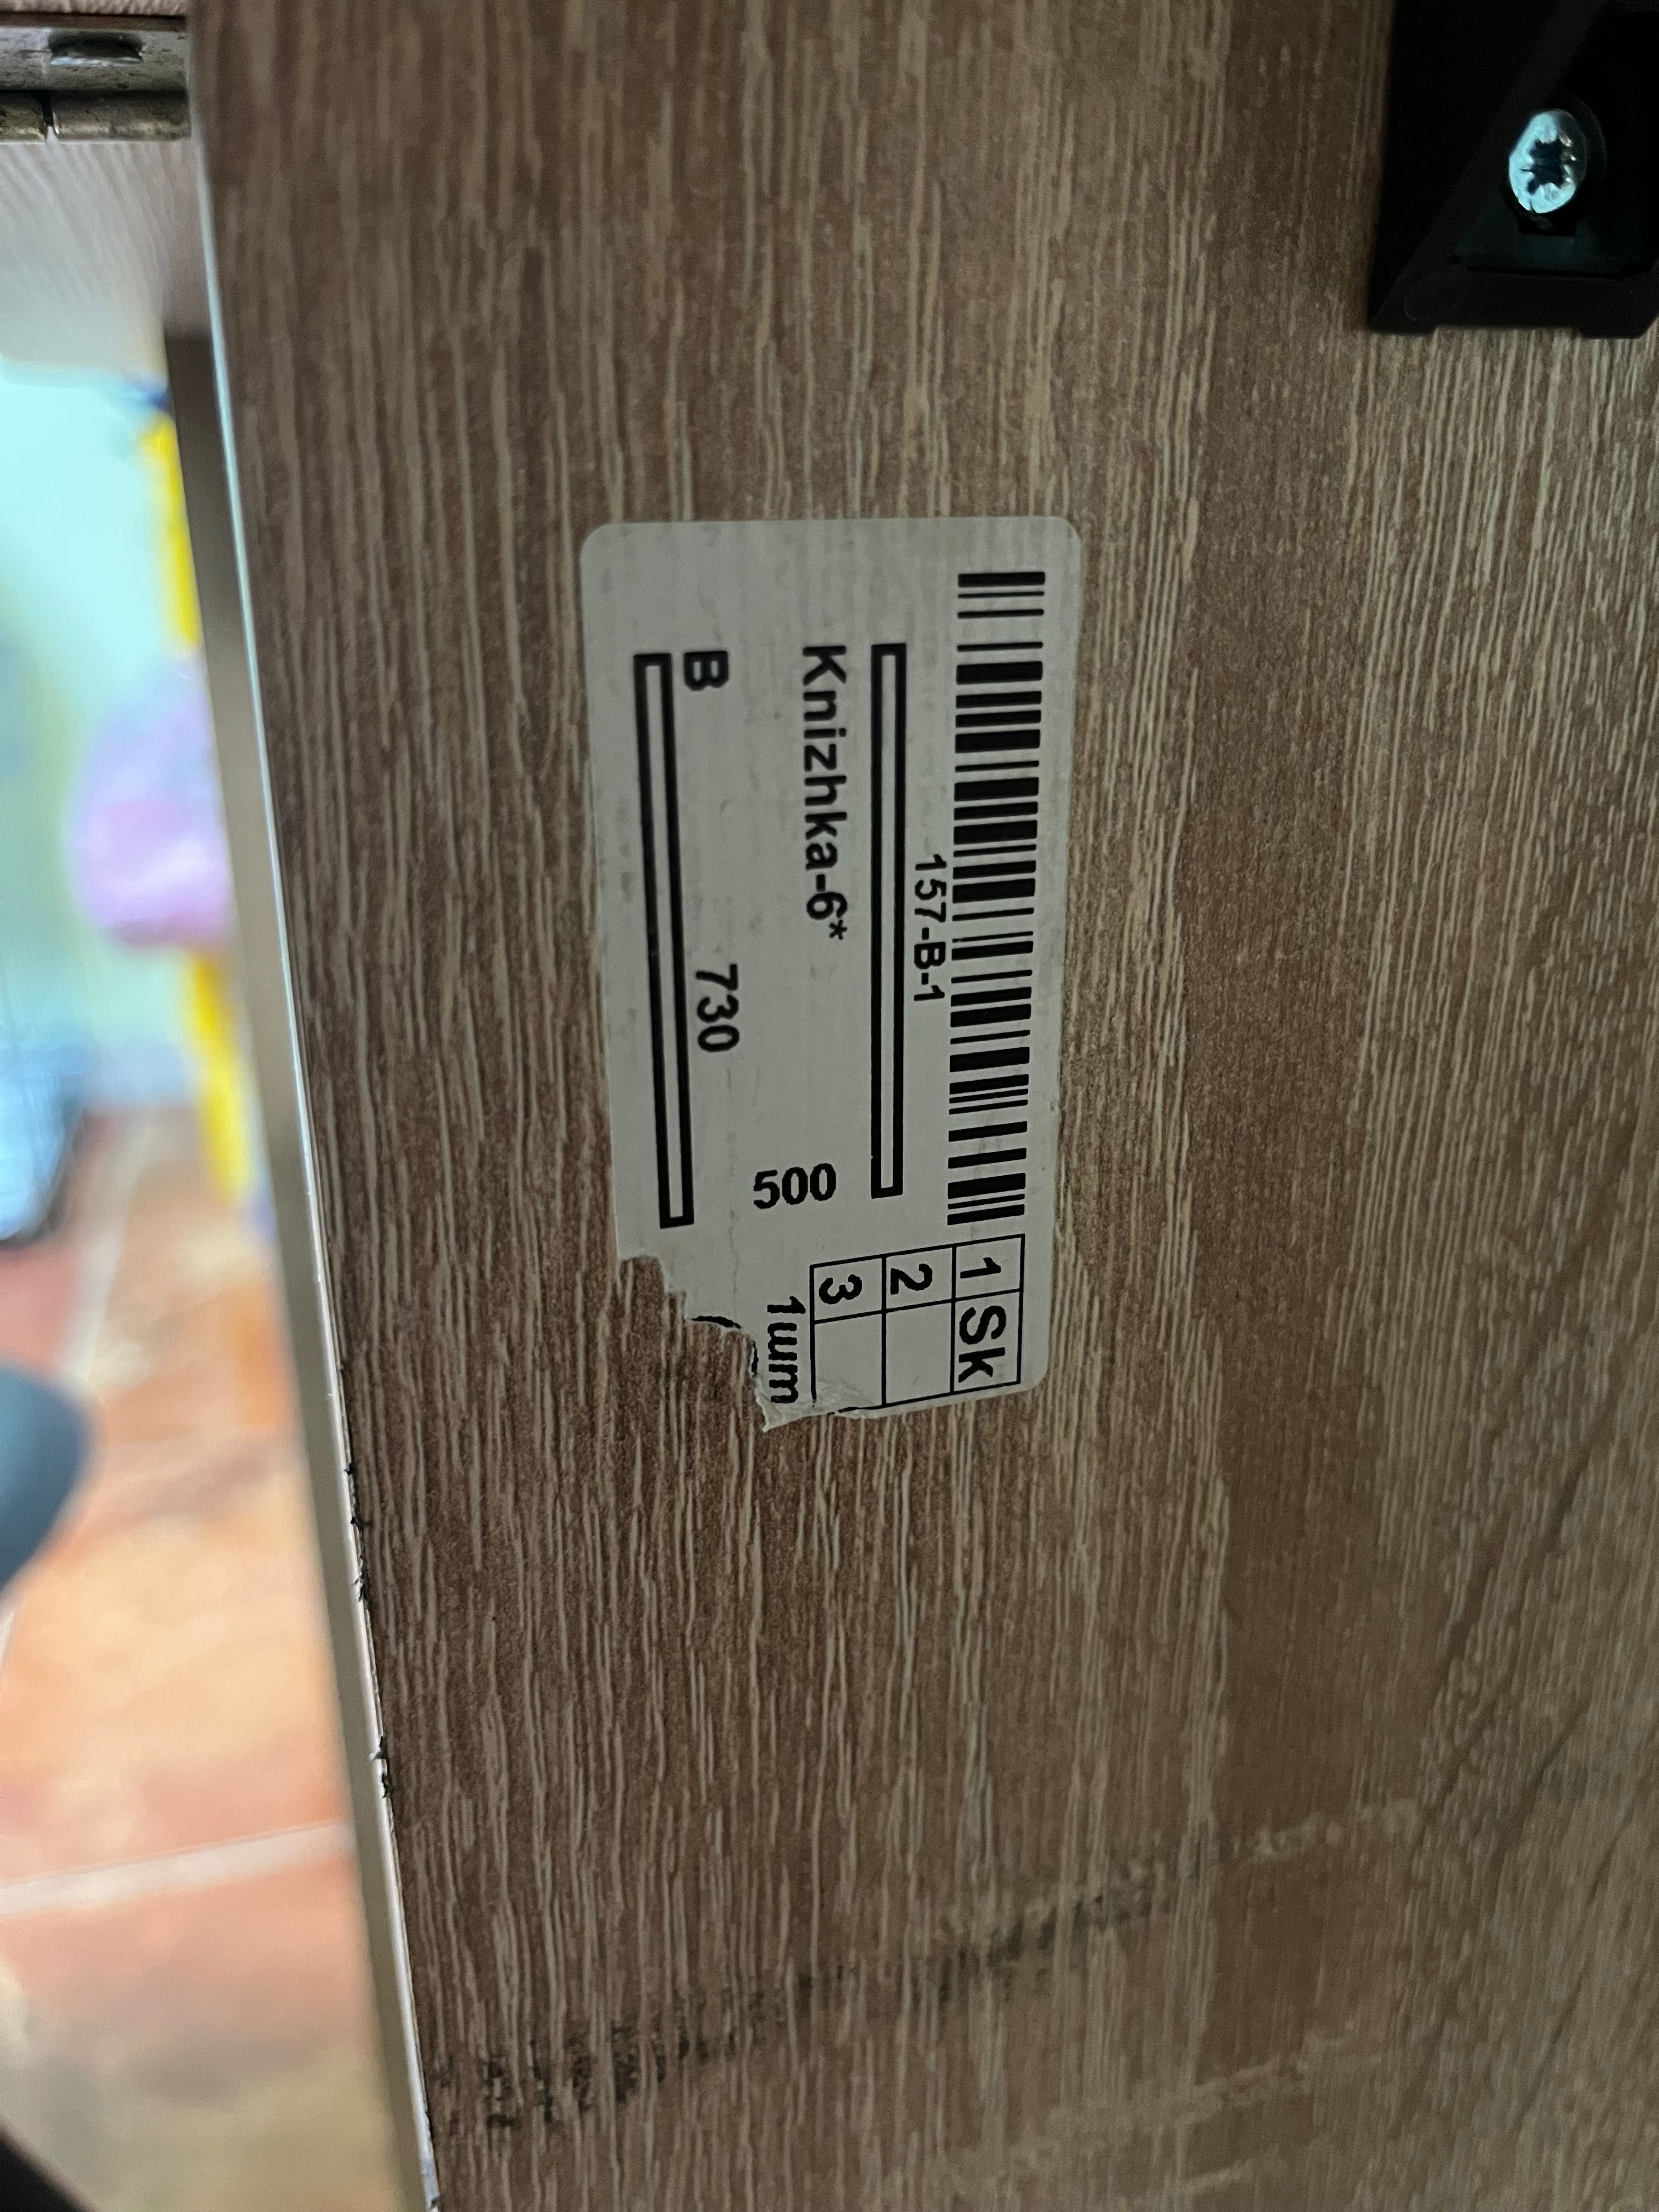 157-B-1
1 Sk
2
3
Knizhka-6*
500
1шт
B
730